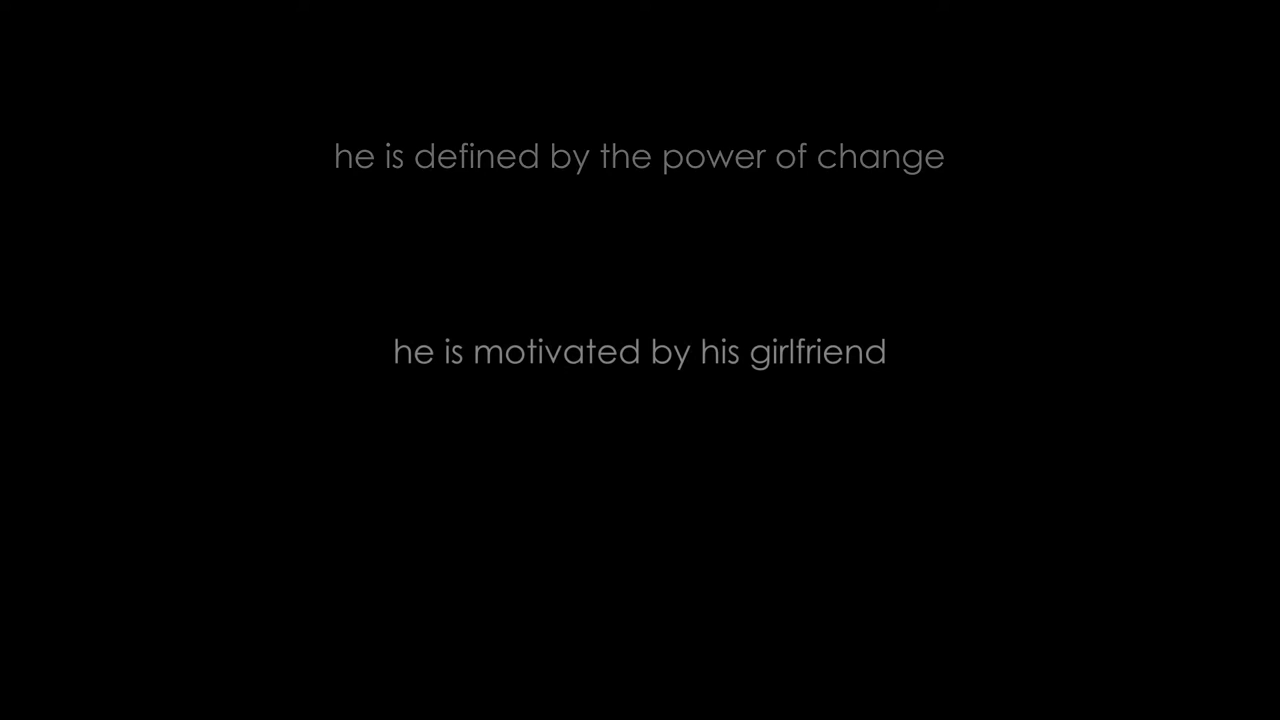 he is defined by the power of change
he is motivated by his girlfriend